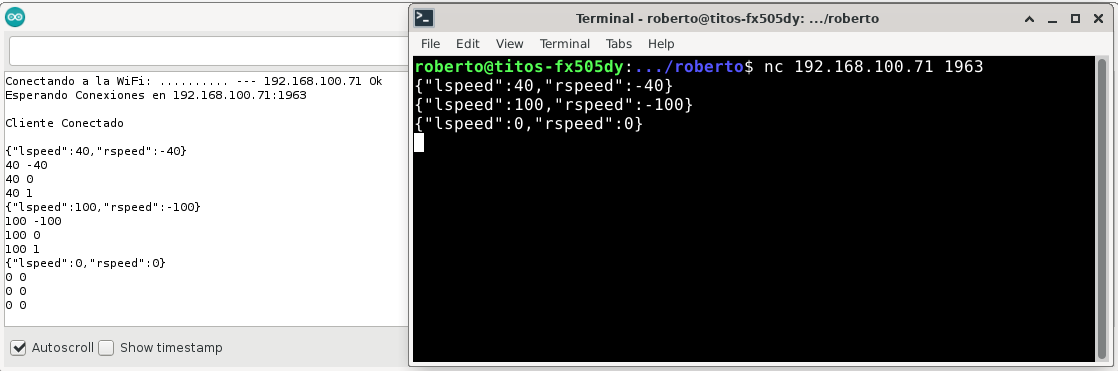 Conectando a la WiFi: .......... --- 192.168.100.71 Ok
Esperando Conexiones en 192.168.100.71:1963
Cliente Conectado
{"lspeed":40,"rspeed":-40}
40 -40
40 0
40 1
{"lspeed":100,"rspeed":-100}
100 -100
100 0
100 1
{"lspeed":0,"rspeed":0}
0 0
0 0
0 0
Autoscroll Show timestamp
Terminal - roberto@titos-fx505dy: .../roberto
File Edit View Terminal Tabs Help
roberto@titos-fx505dy:.../roberto$ nc 192.168.100.71 1963
{"lspeed":40,"rspeed":-40}
{"lspeed":100,"rspeed":-100}
{"lspeed":0,"rspeed":0}